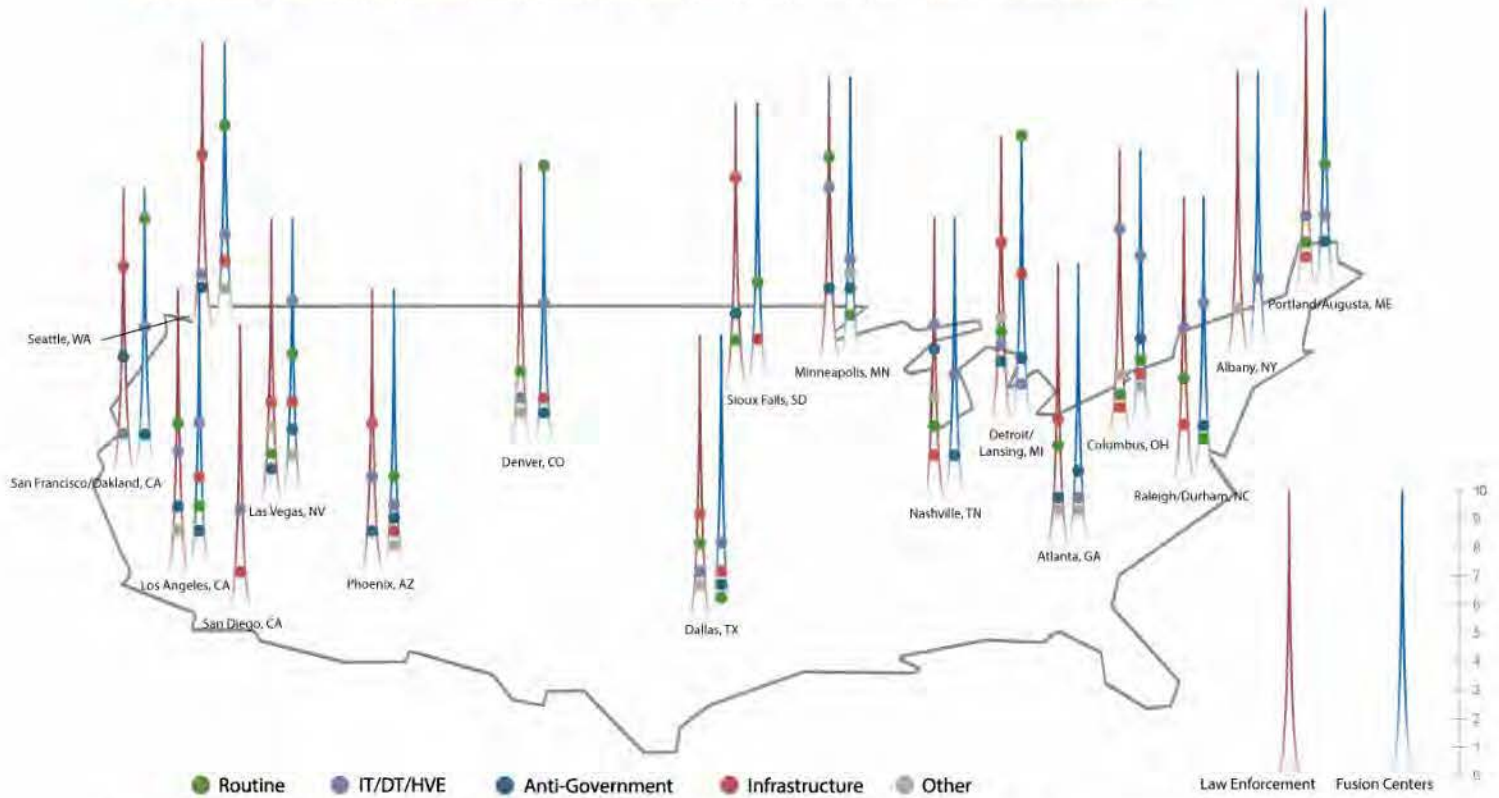 Seattle, WA
Portland/Augusta, ME
Minneapolis, MN
Albany, NY
Sioux Falls, SD
Detroit/
Lansing, MI
Columbus, OH
Denver, CO
San Francisco/Oakland, CA
Raleigh/Durham, NC
Las Vegas, NV
Nashville, TN
Atlanta, GA
Los Angeles, CA
Phoenix, AZ
San Diego, CA
Dallas, TX
10
9
8
7
6
5
4
3
2
1
0
Routine
IT/DT/HVE
Anti-Government
Infrastructure
Other
Law Enforcement
Fusion Centers